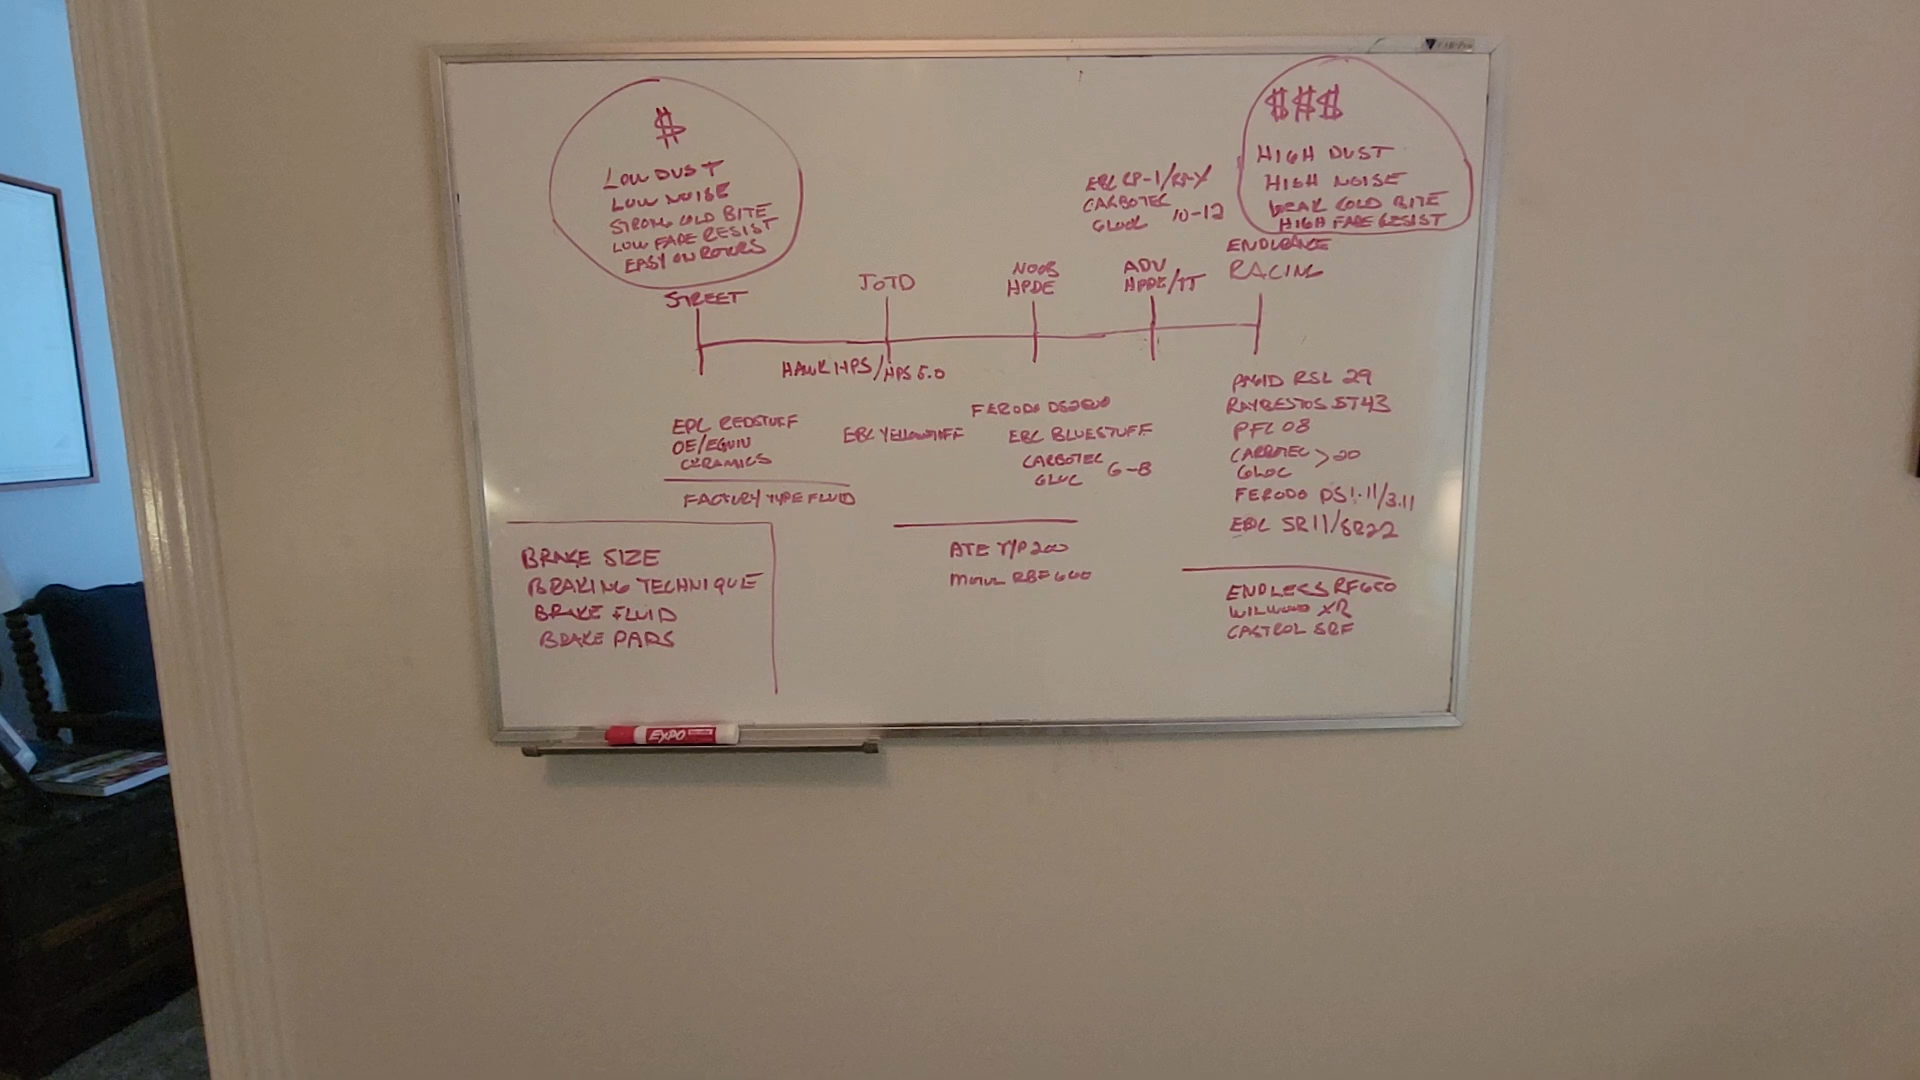 $
LOW DUST
LOW NOISE
STRONG COLD BITE
LOW FADE RESIST
EASY ON ROTORS
$$$
HIGH DUST
HIGH NOISE
WEAK COLD BITE
HIGH FADE RESIST
EBC RP-1/RP-X
CARBOTEC
GLOC 10-12
STREET
JOTD
NOOB
HPDE
ADV
HPDE/TT
ENDURANCE
RACING
HAWK HPS/HPS 5.0
EBC REDSTUFF
OE/EQUIV
CERAMICS
FACTORY TYPE FLUID
EBC YELLOWSTUFF
FERODO DS2500
EBC BLUESTUFF
CARBOTEC
GLOC 6-8
ATE TYP 200
MOTUL RBF 600
PAGID RSL 29
RAYBESTOS ST43
PFC 08
CARBOTEC
GLOC >20
FERODO DS1.11/3.11
EBC SR11/SR22
ENDLESS RF650
WILWOOD XR
CASTROL SRF
BRAKE SIZE
BRAKING TECHNIQUE
BRAKE FLUID
BRAKE PADS
EXPO